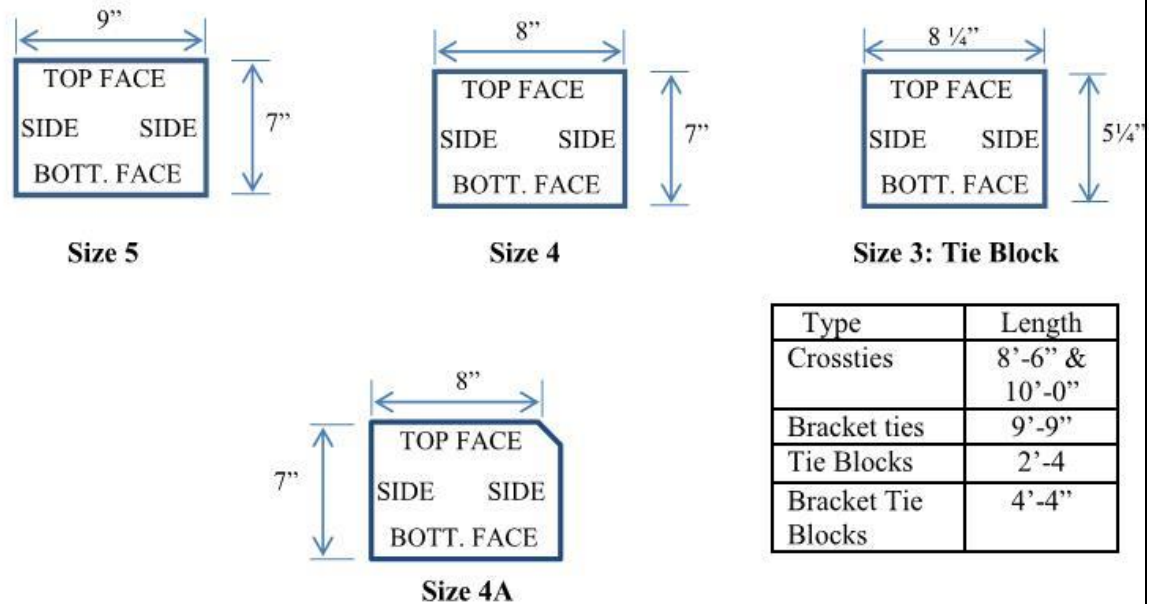 9”
TOP FACE
SIDE SIDE
BOTT. FACE
7”
Size 5
8”
TOP FACE
SIDE SIDE
BOTT. FACE
7”
Size 4
8 ¼”
TOP FACE
SIDE SIDE
BOTT. FACE
5¼”
Size 3: Tie Block
8”
TOP FACE
SIDE SIDE
BOTT. FACE
7”
Size 4A
Type Length
Crossties 8’-6” &
10’-0”
Bracket ties 9’-9”
Tie Blocks 2’-4
Bracket Tie 4’-4”
Blocks